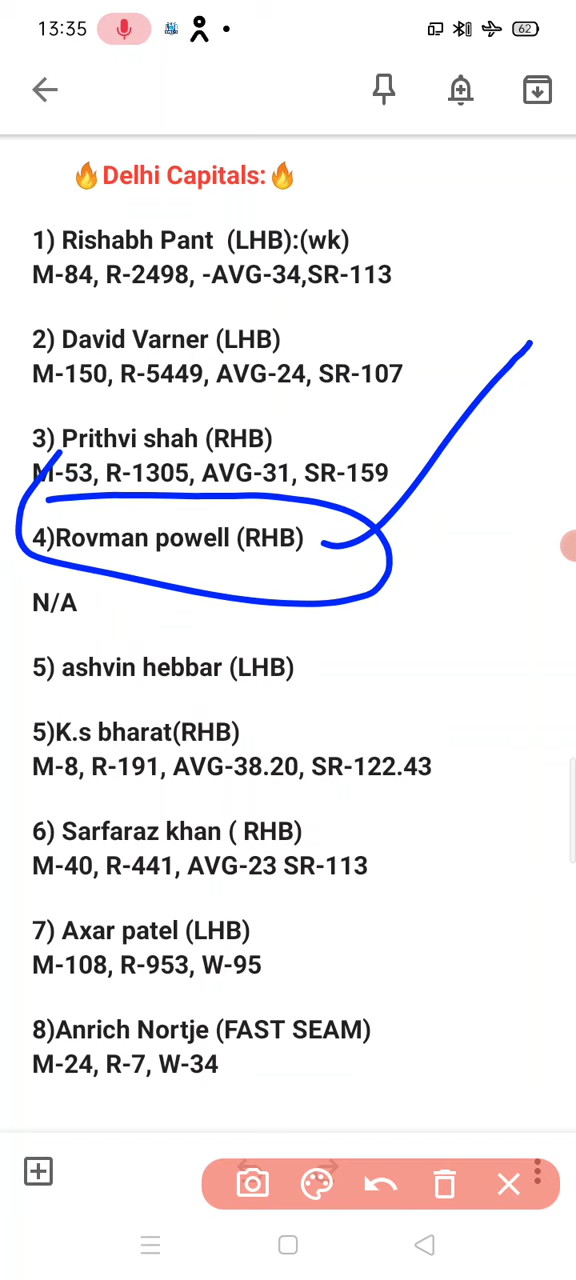 13:35
62
🔥Delhi Capitals:🔥
1) Rishabh Pant (LHB):(wk)
M-84, R-2498, -AVG-34,SR-113
2) David Varner (LHB)
M-150, R-5449, AVG-24, SR-107
3) Prithvi shah (RHB)
M-53, R-1305, AVG-31, SR-159
4)Rovman powell (RHB)
N/A
5) ashvin hebbar (LHB)
5)K.s bharat(RHB)
M-8, R-191, AVG-38.20, SR-122.43
6) Sarfaraz khan ( RHB)
M-40, R-441, AVG-23 SR-113
7) Axar patel (LHB)
M-108, R-953, W-95
8)Anrich Nortje (FAST SEAM)
M-24, R-7, W-34